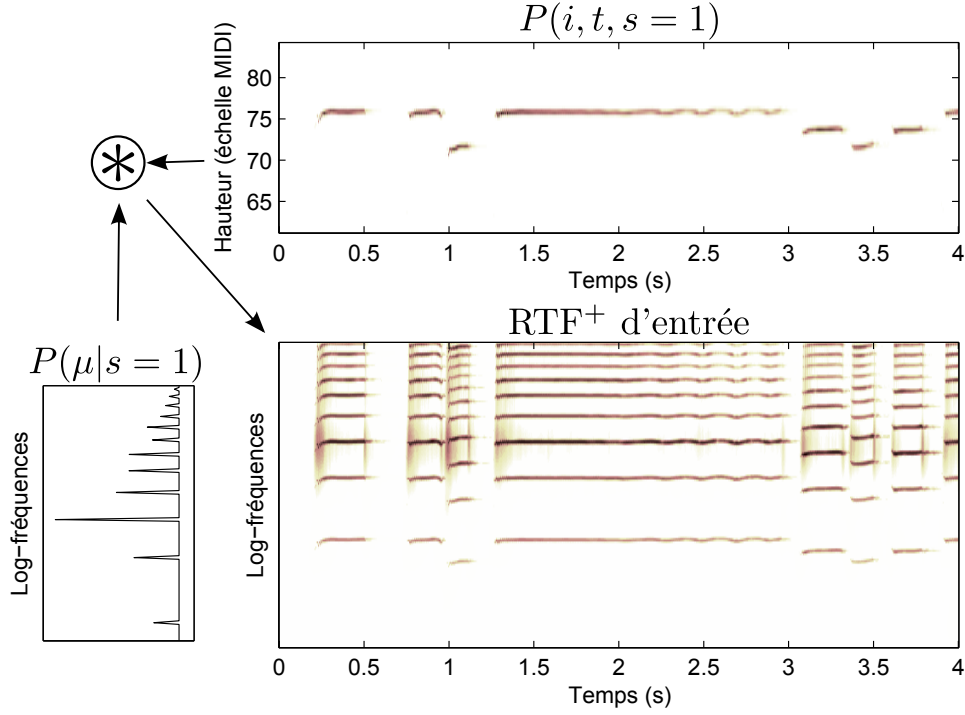 P(i, t, s = 1)
Hauteur (échelle MIDI)
80
75
70
65
0 0.5 1 1.5 2 2.5 3 3.5 4
Temps (s)
P(μ|s = 1)
Log−fréquences
RTF⁺ d'entrée
Log−fréquences
0 0.5 1 1.5 2 2.5 3 3.5 4
Temps (s)